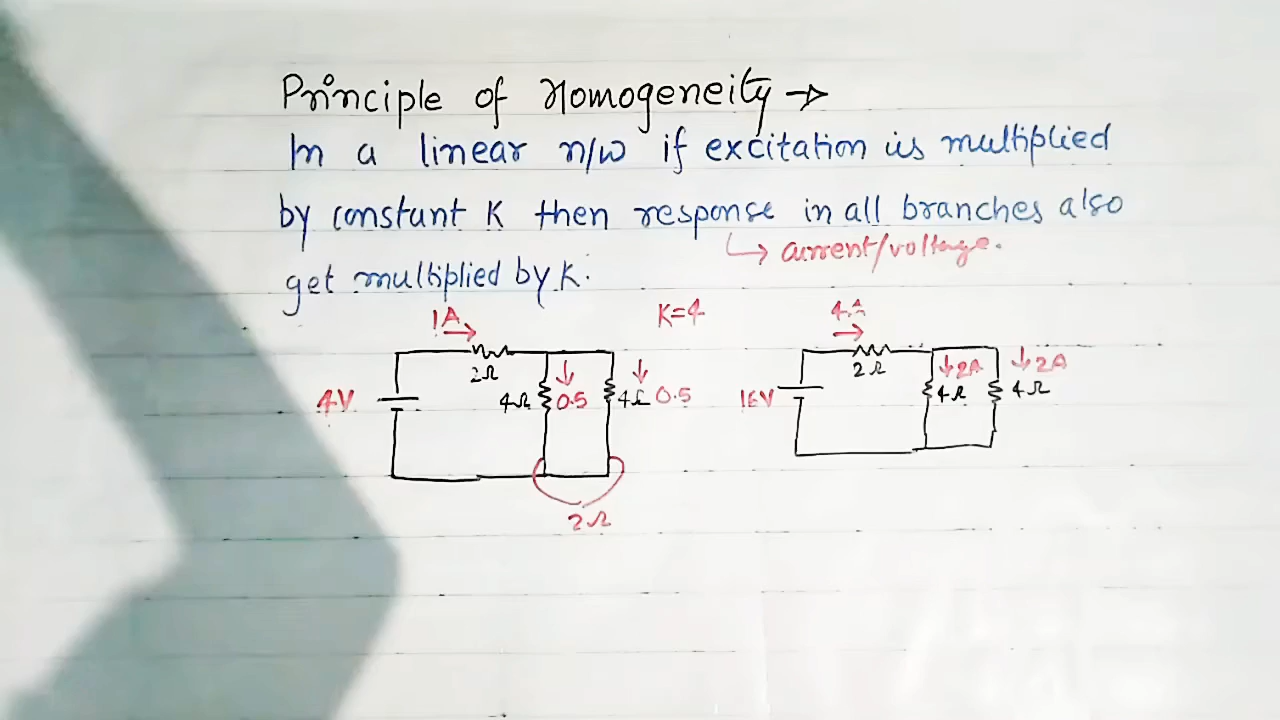 Principle of Homogeneity →
In a linear n/w if excitation is multiplied
by constant K then response in all branches also
↳ current/voltage.
get multiplied by K.
1A K=4 4A
2Ω 2Ω
4V 4Ω 0.5 4Ω 0.5 16V 2A 4Ω 2A 4Ω
2Ω